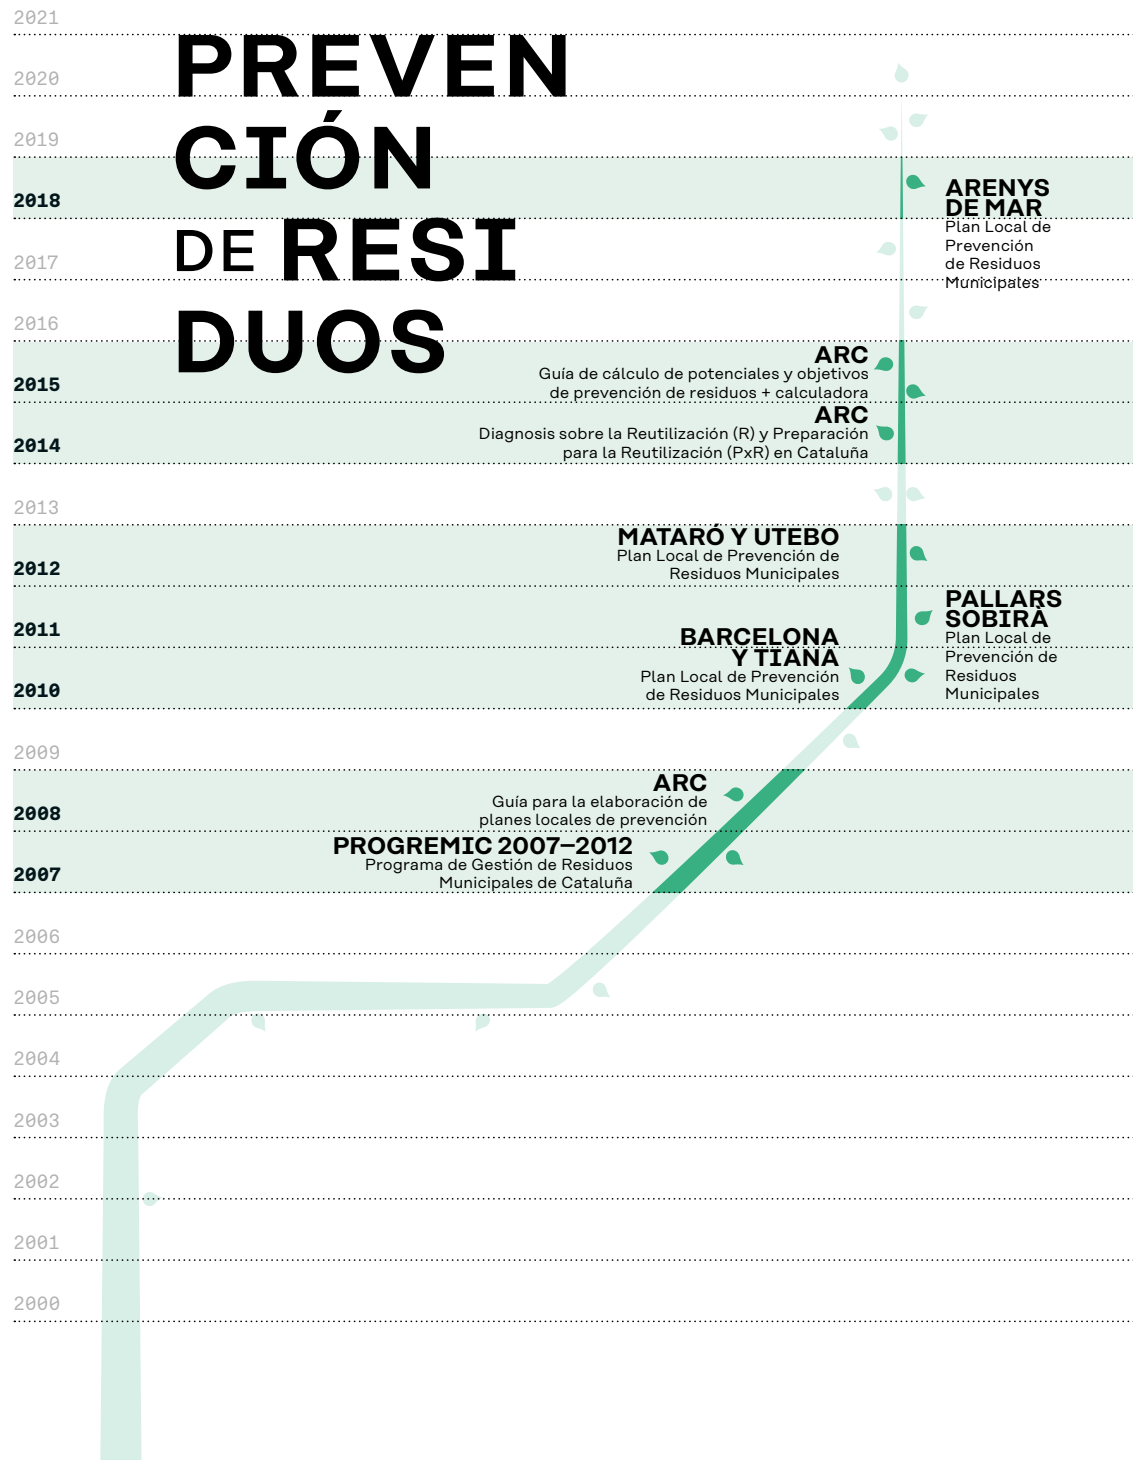 2021
PREVEN
2020
CIÓN
2019
2018
ARENYS
DE MAR
Plan Local de
Prevención
de Residuos
Municipales
DE RESI
2017
DUOS
2016
2015
ARC
Guía de cálculo de potenciales y objetivos
de prevención de residuos + calculadora
2014
ARC
Diagnosis sobre la Reutilización (R) y Preparación
para la Reutilización (PxR) en Cataluña
2013
2012
MATARÓ Y UTEBO
Plan Local de Prevención de
Residuos Municipales
2011
PALLARS
SOBIRÀ
Plan Local de
Prevención de
Residuos
Municipales
BARCELONA
Y TIANA
Plan Local de Prevención
de Residuos Municipales
2010
2009
2008
ARC
Guía para la elaboración de
planes locales de prevención
2007
PROGREMIC 2007–2012
Programa de Gestión de Residuos
Municipales de Cataluña
2006
2005
2004
2003
2002
2001
2000